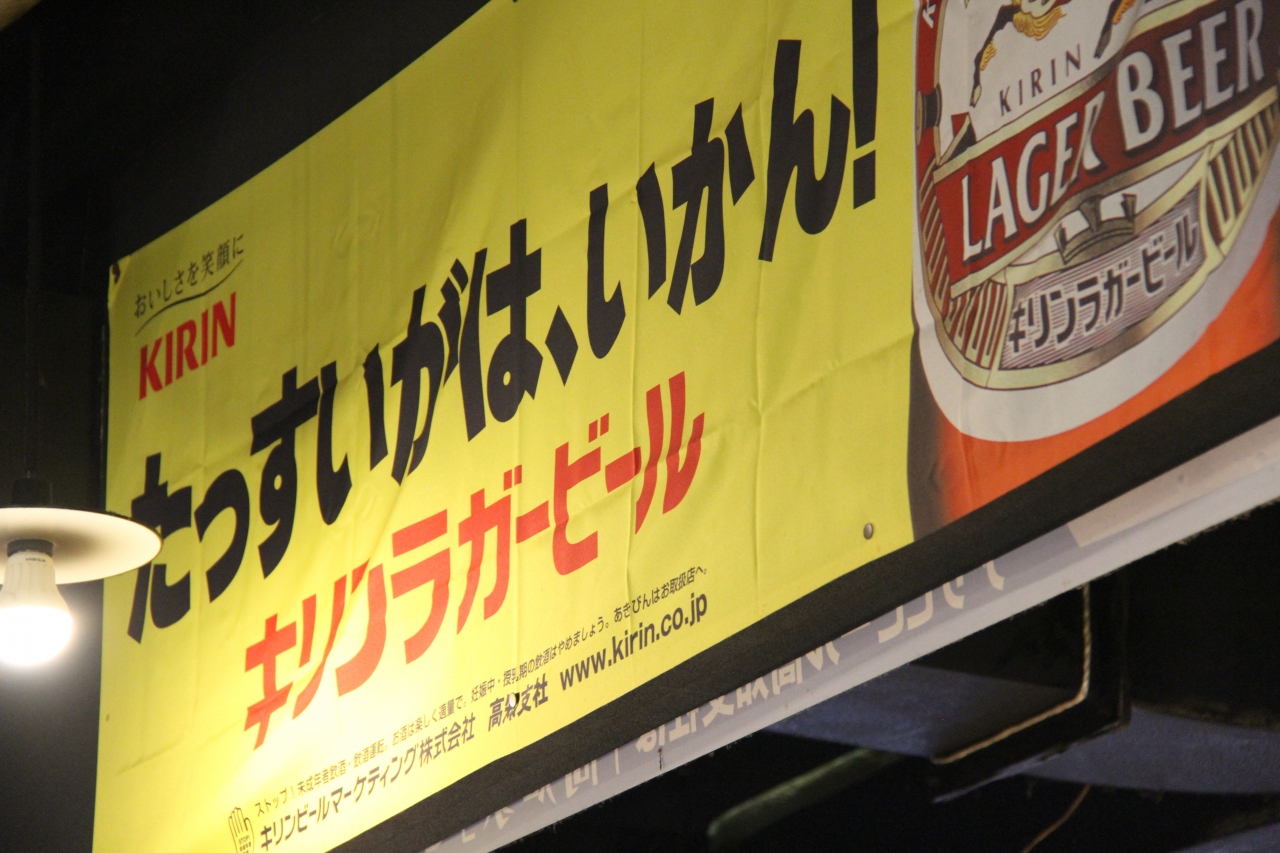 おいしさを笑顔に
KIRIN
たっすいがは、いかん!
キリンラガービール
ストップ!未成年者飲酒・飲酒運転。お酒は楽しく適量で。妊娠中・授乳期の飲酒はやめましょう。あきびんはお取扱店へ。
キリンビールマーケティング株式会社 高知支社 www.kirin.co.jp
KIRIN
LAGER BEER
キリンラガービール